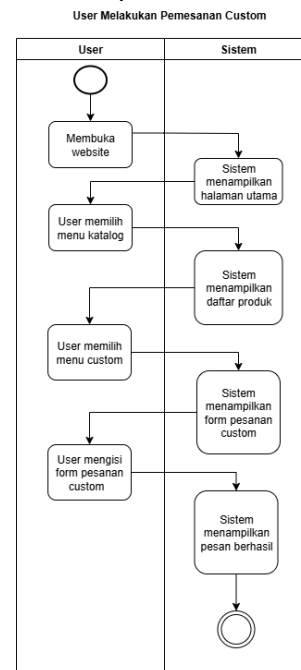 User Melakukan Pemesanan Custom
User
Sistem
Membuka
website
Sistem
menampilkan
halaman utama
User memilih
menu katalog
Sistem
menampilkan
daftar produk
User memilih
menu custom
Sistem
menampilkan
form pesanan
custom
User mengisi
form pesanan
custom
Sistem
menampilkan
pesan berhasil